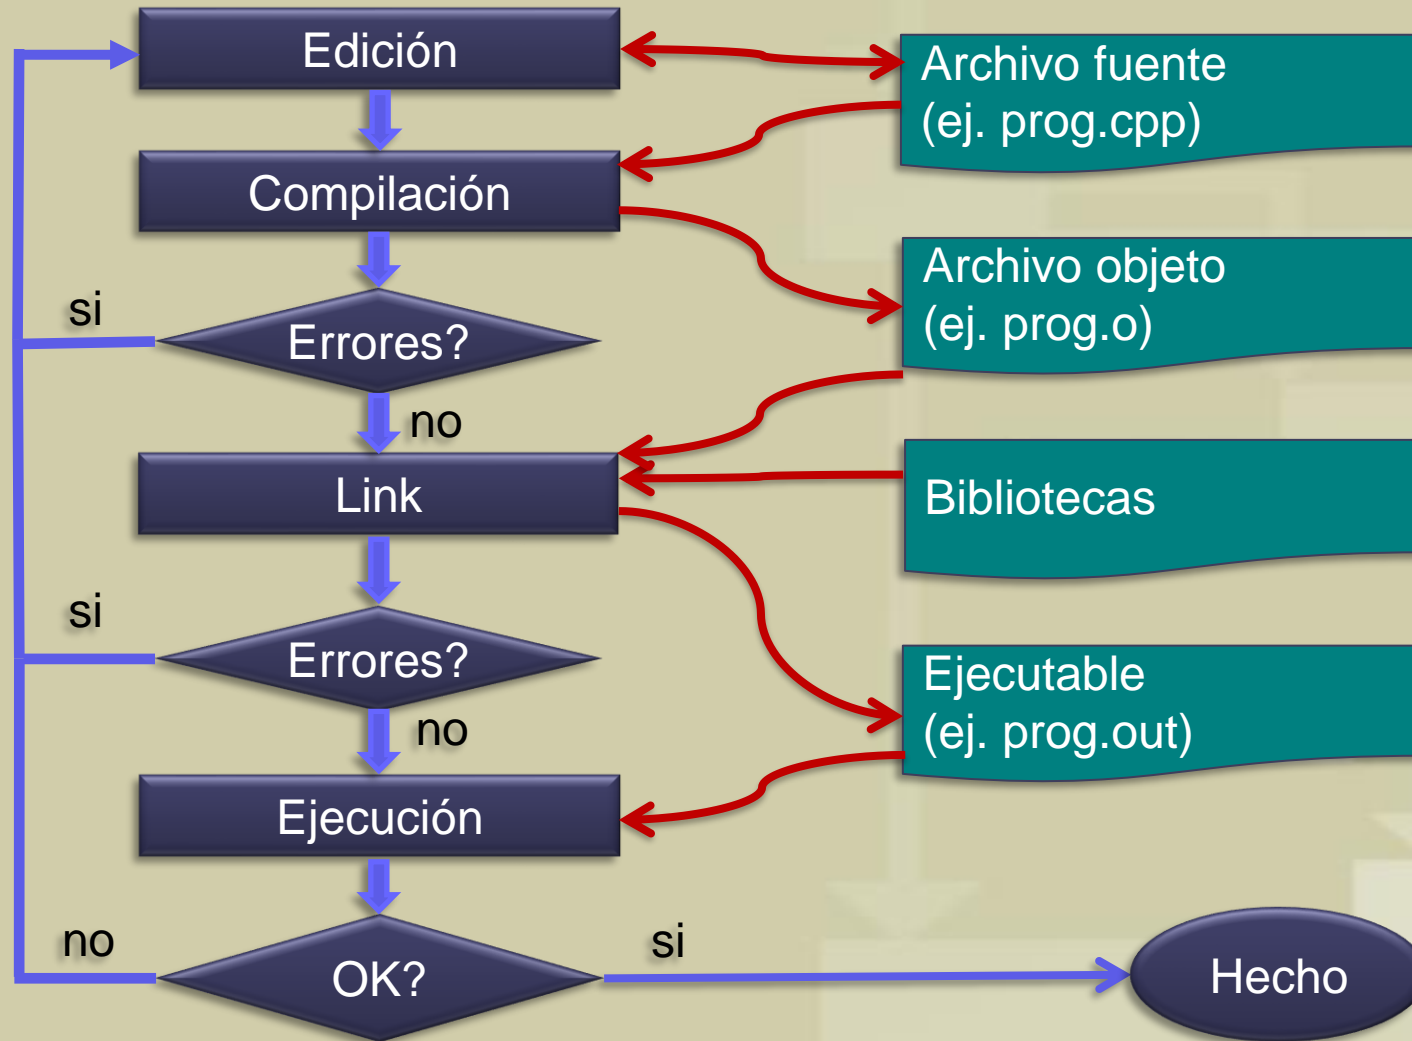 Edición
Archivo fuente
(ej. prog.cpp)
Compilación
Archivo objeto
(ej. prog.o)
si
Errores?
no
Link
Bibliotecas
si
Errores?
no
Ejecutable
(ej. prog.out)
Ejecución
no
OK?
si
Hecho